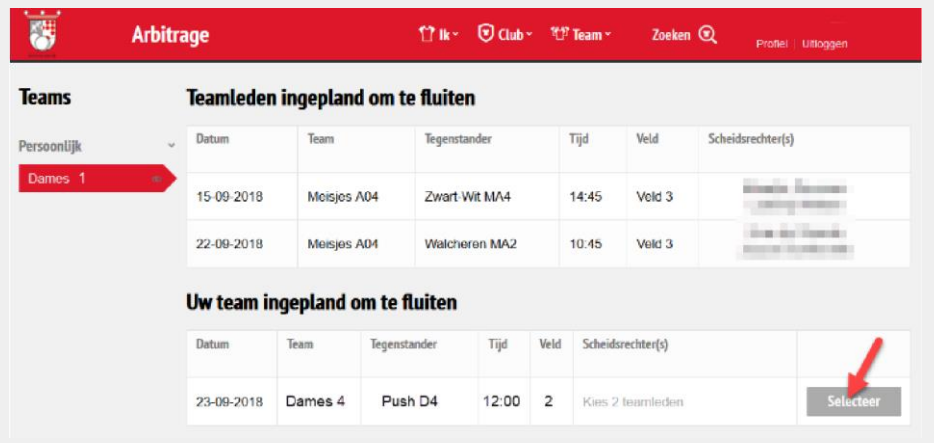 Arbitrage
Ik
Club
Team
Zoeken
Profiel | Uitloggen
Teams
Persoonlijk
Dames 1
Teamleden ingepland om te fluiten
Datum Team Tegenstander Tijd Veld Scheidsrechter(s)
15-09-2018 Meisjes A04 Zwart-Wit MA4 14:45 Veld 3
22-09-2018 Meisjes A04 Walcheren MA2 10:45 Veld 3
Uw team ingepland om te fluiten
Datum Team Tegenstander Tijd Veld Scheidsrechter(s)
23-09-2018 Dames 4 Push D4 12:00 2 Kies 2 teamleden Selecteer